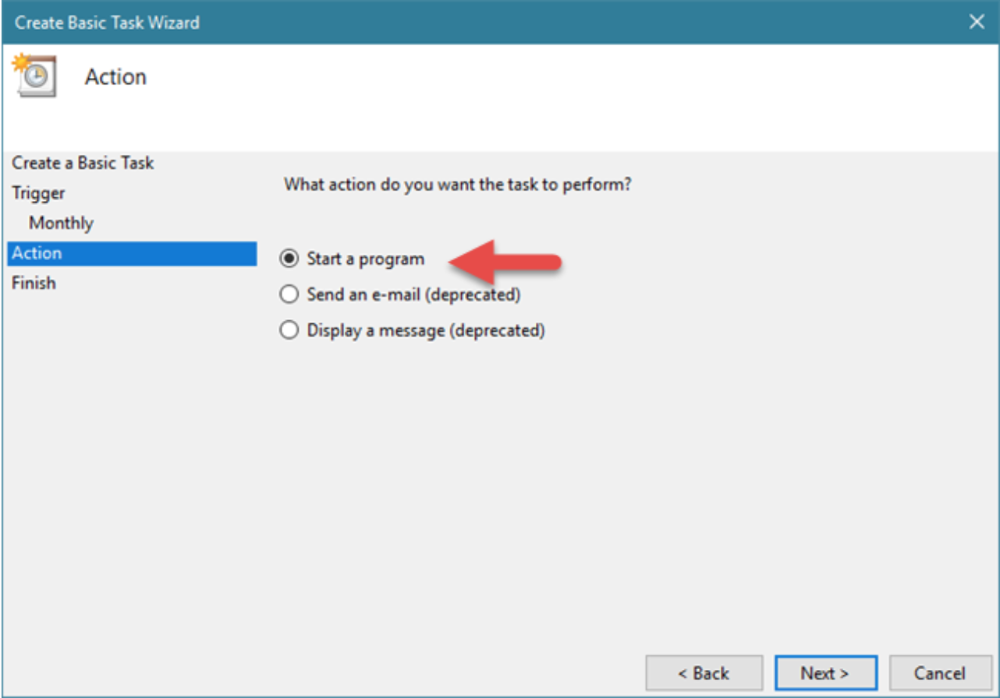 Create Basic Task Wizard
Action
Create a Basic Task
Trigger
Monthly
Action
Finish
What action do you want the task to perform?
Start a program
Send an e-mail (deprecated)
Display a message (deprecated)
< Back
Next >
Cancel